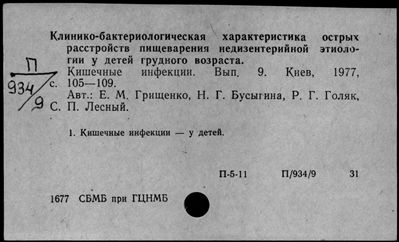 Клинико-бактериологическая характеристика острых
расстройств пищеварения недизентерийной этиоло-
гии у детей грудного возраста.
П
934/9
Кишечные инфекции. Вып. 9. Киев, 1977,
с. 105—109.
Авт.: Е. М. Грищенко, Н. Г. Бусыгина, Р. Г. Голяк,
С. П. Лесный.
1. Кишечные инфекции — у детей.
П-5-11 П/934/9 31
1677 СБМБ при ГЦНМБ